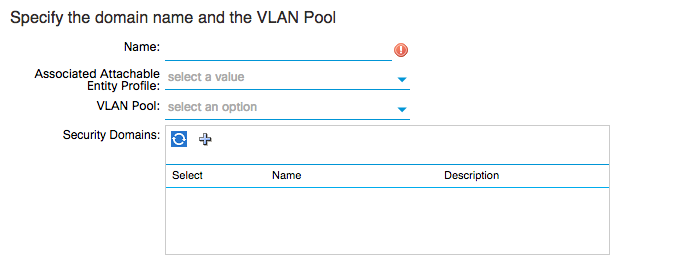 Specify the domain name and the VLAN Pool
Name:
Associated Attachable
Entity Profile:
select a value
VLAN Pool:
select an option
Security Domains:
Select Name Description